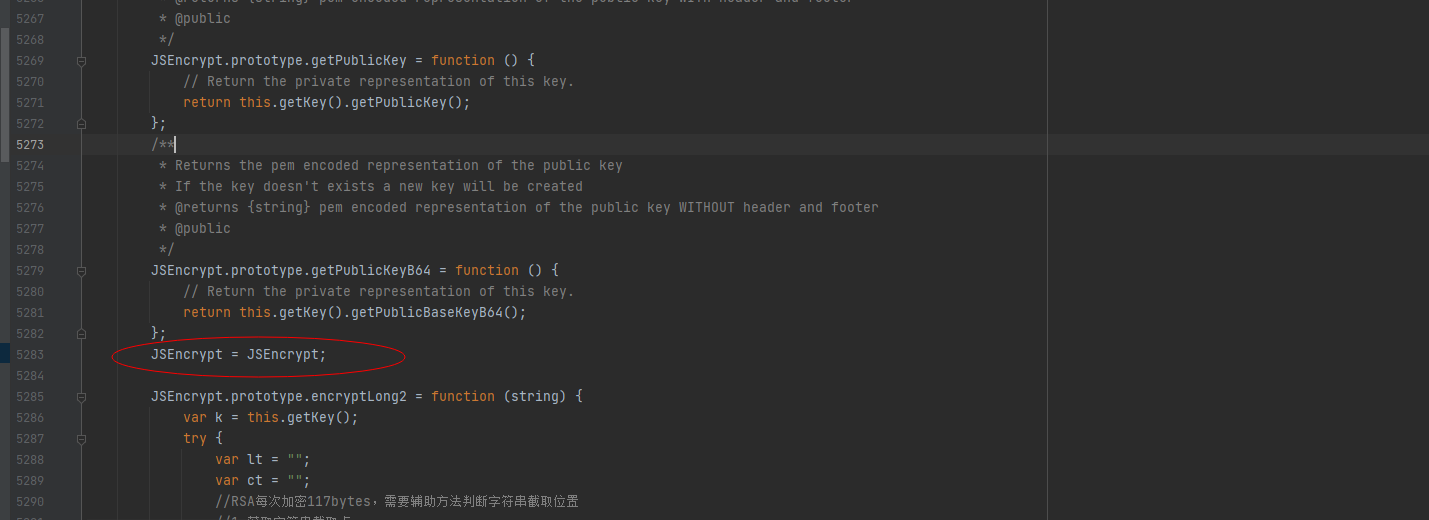 5267 * @public
5268 */
5269 JSEncrypt.prototype.getPublicKey = function () {
5270 // Return the private representation of this key.
5271 return this.getKey().getPublicKey();
5272 };
5273 /**
5274 * Returns the pem encoded representation of the public key
5275 * If the key doesn't exists a new key will be created
5276 * @returns {string} pem encoded representation of the public key WITHOUT header and footer
5277 * @public
5278 */
5279 JSEncrypt.prototype.getPublicKeyB64 = function () {
5280 // Return the private representation of this key.
5281 return this.getKey().getPublicBaseKeyB64();
5282 };
5283 JSEncrypt = JSEncrypt;
5284
5285 JSEncrypt.prototype.encryptLong2 = function (string) {
5286 var k = this.getKey();
5287 try {
5288 var lt = "";
5289 var ct = "";
5290 //RSA每次加密117bytes，需要辅助方法判断字符串截取位置